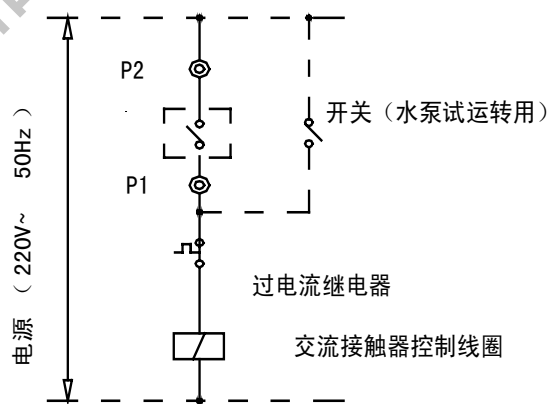 P2
开关（水泵试运转用）
P1
电源（220V~ 50Hz）
过电流继电器
交流接触器控制线圈